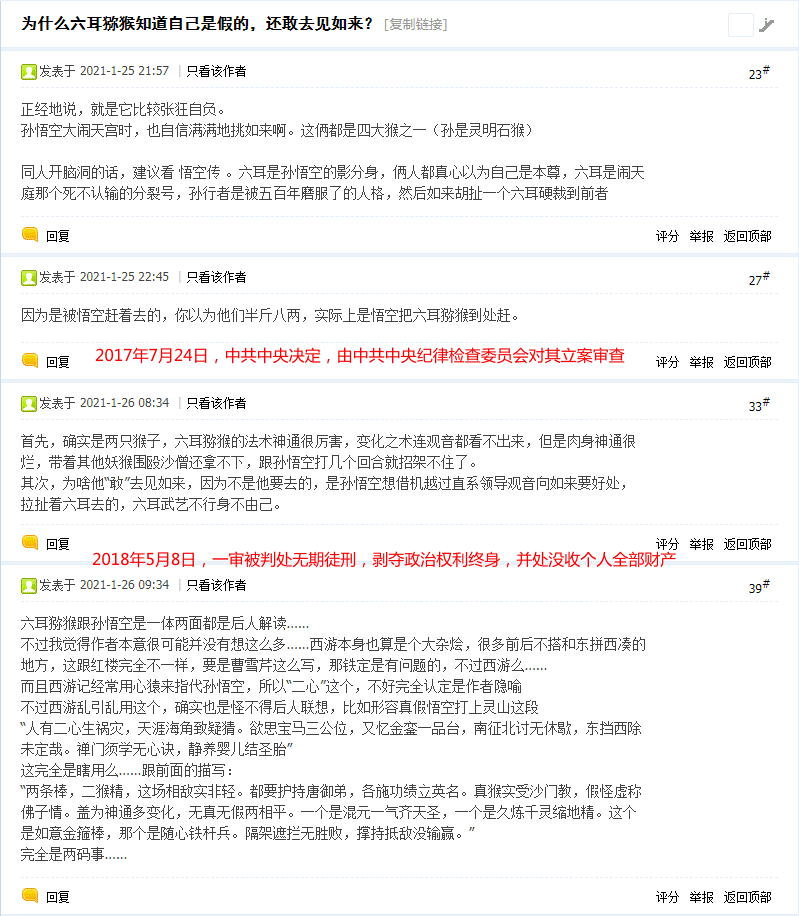 为什么六耳猕猴知道自己是假的，还敢去见如来？ [复制链接]
发表于 2021-1-25 21:57 | 只看该作者 23#
正经地说，就是它比较张狂自负。
孙悟空大闹天宫时，也自信满满地挑如来啊。这俩都是四大猴之一（孙是灵明石猴）
同人开脑洞的话，建议看 悟空传 。六耳是孙悟空的影分身，俩人都真心以为自己是本尊，六耳是闹天
庭那个死不认输的分裂号，孙行者是被五百年磨服了的人格，然后如来胡扯一个六耳硬裁到前者
回复 评分 举报 返回顶部
发表于 2021-1-25 22:45 | 只看该作者 27#
因为是被悟空赶着去的，你以为他们半斤八两，实际上是悟空把六耳猕猴到处赶。
回复 2017年7月24日，中共中央决定，由中共中央纪律检查委员会对其立案审查 评分 举报 返回顶部
发表于 2021-1-26 08:34 | 只看该作者 33#
首先，确实是两只猴子，六耳猕猴的法术神通很厉害，变化之术连观音都看不出来，但是肉身神通很
烂，带着其他妖猴围殴沙僧还拿不下，跟孙悟空打几个回合就招架不住了。
其次，为啥他“敢”去见如来，因为不是他要去的，是孙悟空想借机越过直系领导观音向如来要好处，
拉扯着六耳去的，六耳武艺不行身不由己。
回复 评分 举报 返回顶部
2018年5月8日，一审被判处无期徒刑，剥夺政治权利终身，并处没收个人全部财产
发表于 2021-1-26 09:34 | 只看该作者 39#
六耳猕猴跟孙悟空是一体两面都是后人解读......
不过我觉得作者本意很可能并没有想这么多......西游本身也算是个大杂烩，很多前后不搭和东拼西凑的
地方，这跟红楼完全不一样，要是曹雪芹这么写，那铁定是有问题的，不过西游么......
而且西游记经常用心猿来指代孙悟空，所以“二心”这个，不好完全认定是作者隐喻
不过西游乱引乱用这个，确实也是怪不得后人联想，比如形容真假悟空打上灵山这段
“人有二心生祸灾，天涯海角致疑猜。欲思宝马三公位，又忆金銮一品台，南征北讨无休歇，东挡西除
未定哉。禅门须学无心诀，静养婴儿结圣胎”
这完全是瞎用么......跟前面的描写：
“两条棒，二猴精，这场相敌实非轻。都要护持唐御弟，各施功绩立英名。真猴实受沙门教，假怪虚称
佛子情。盖为神通多变化，无真无假两相平。一个是混元一气齐天圣，一个是久炼千灵缩地精。这个
是如意金箍棒，那个是随心铁杆兵。隔架遮拦无胜败，撑持抵敌没输赢。”
完全是两码事......
回复 评分 举报 返回顶部